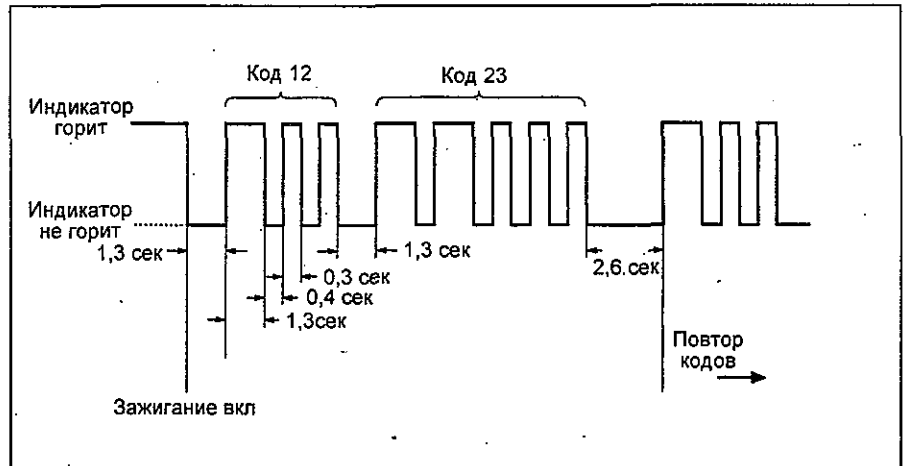 Код 12
Код 23
Индикатор
горит
Индикатор
не горит
1,3 сек
1,3 сек
0,3 сек
0,4 сек
1,3сек
2,6.сек
Повтор
кодов
Зажигание вкл